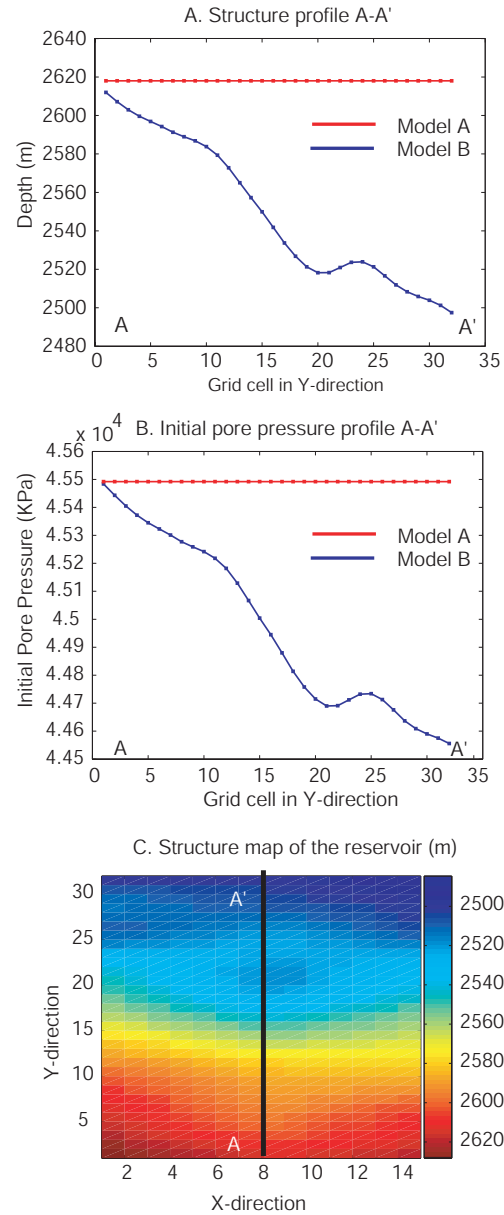 A. Structure profile A-A'
2640
2620
2600
2580
2560
2540
2520
2500
2480
Depth (m)
Model A
Model B
A
A'
0 5 10 15 20 25 30 35
Grid cell in Y-direction
B. Initial pore pressure profile A-A'
x 10^4
4.56
4.55
4.54
4.53
4.52
4.51
4.5
4.49
4.48
4.47
4.46
4.45
Initial Pore Pressure (KPa)
Model A
Model B
A
A'
0 5 10 15 20 25 30 35
Grid cell in Y-direction
C. Structure map of the reservoir (m)
30
25
20
15
10
5
Y-direction
A'
A
2 4 6 8 10 12 14
X-direction
2500
2520
2540
2560
2580
2600
2620